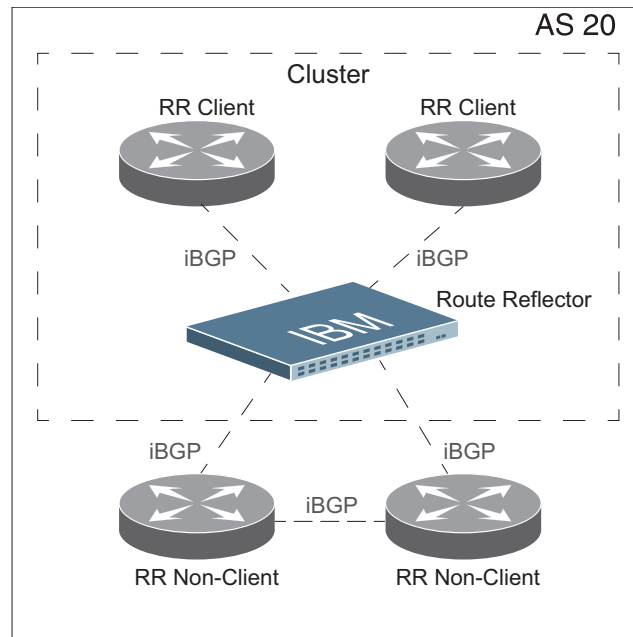 AS 20
Cluster
RR Client
RR Client
iBGP
iBGP
Route Reflector
IBM
iBGP
iBGP
iBGP
RR Non-Client
RR Non-Client